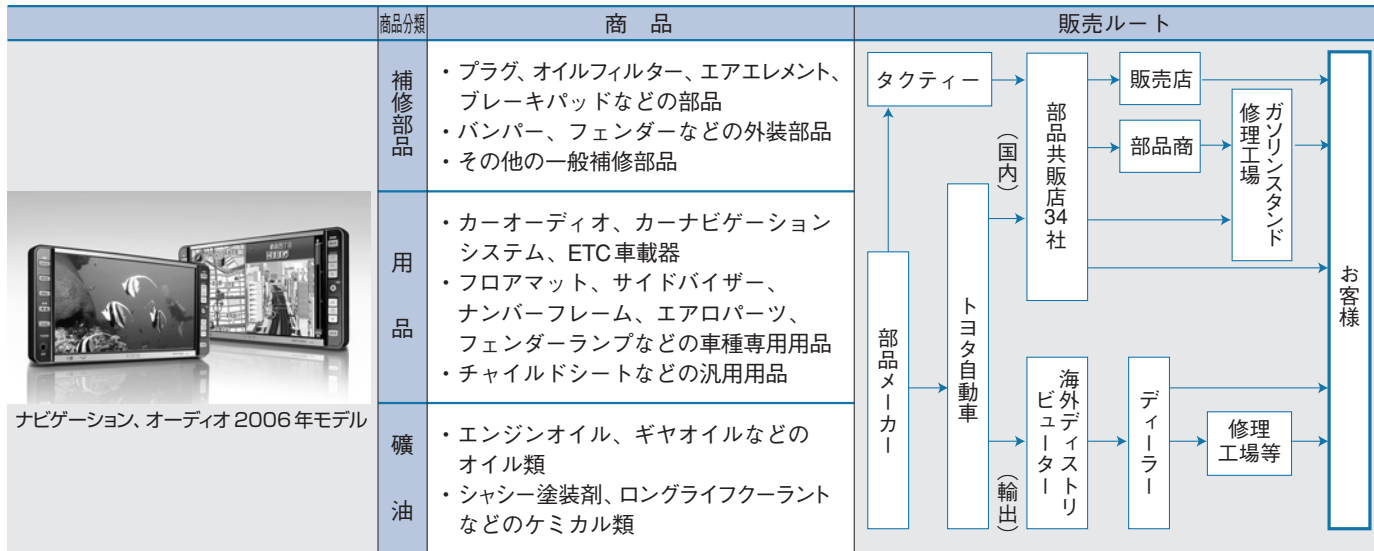 商品分類
商　品
販売ルート
補修部品
・プラグ、オイルフィルター、エアエレメント、
ブレーキパッドなどの部品
・バンパー、フェンダーなどの外装部品
・その他の一般補修部品
用　品
・カーオーディオ、カーナビゲーション
システム、ETC車載器
・フロアマット、サイドバイザー、
ナンバーフレーム、エアロパーツ、
フェンダーランプなどの車種専用用品
・チャイルドシートなどの汎用用品
礦　油
・エンジンオイル、ギヤオイルなどの
オイル類
・シャシー塗装剤、ロングライフクーラント
などのケミカル類
ナビゲーション、オーディオ2006年モデル
タクティー
部品メーカー
トヨタ自動車
（国内）
部品共販店34社
販売店
部品商
ガソリンスタンド
修理工場
（輸出）
海外ディストリ
ビューター
ディーラー
修理
工場等
お客様